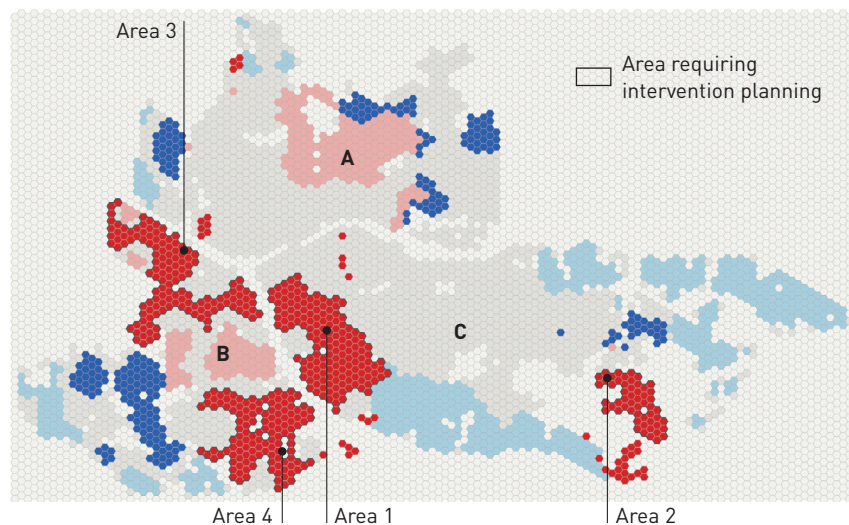 Area 3
Area requiring
intervention planning
A
B
C
Area 4
Area 1
Area 2